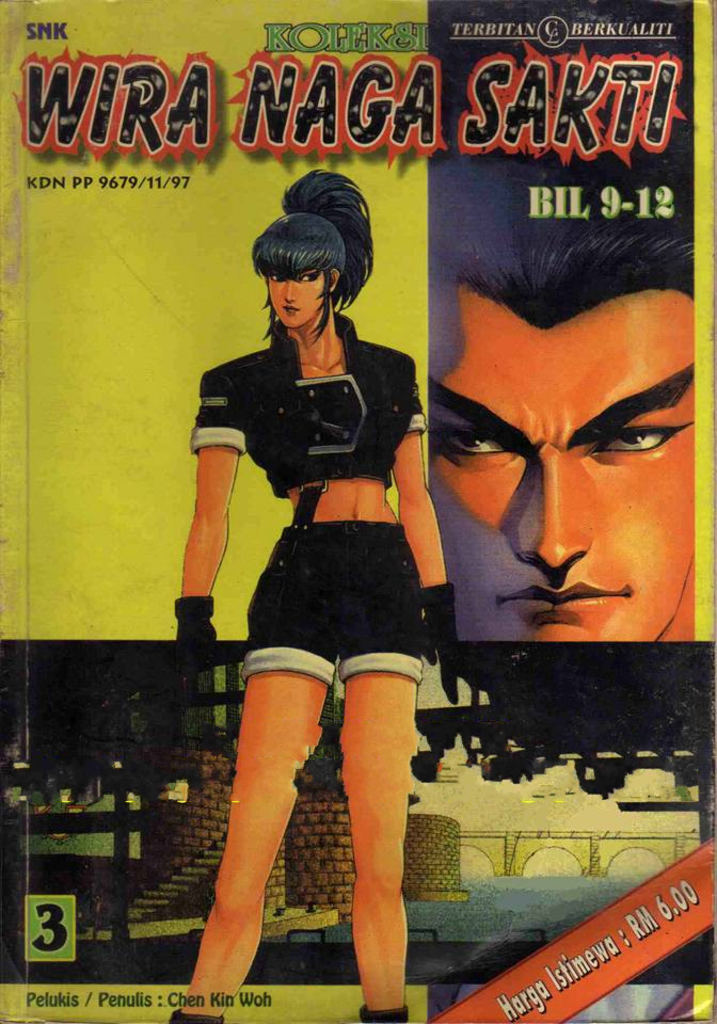 SNK
KOLEKSI
TERBITAN CL BERKUALITI
WIRA NAGA SAKTI
KDN PP 9679/11/97
BIL 9-12
3
Harga Istimewa : RM 6.00
Pelukis / Penulis : Chen Kin Woh